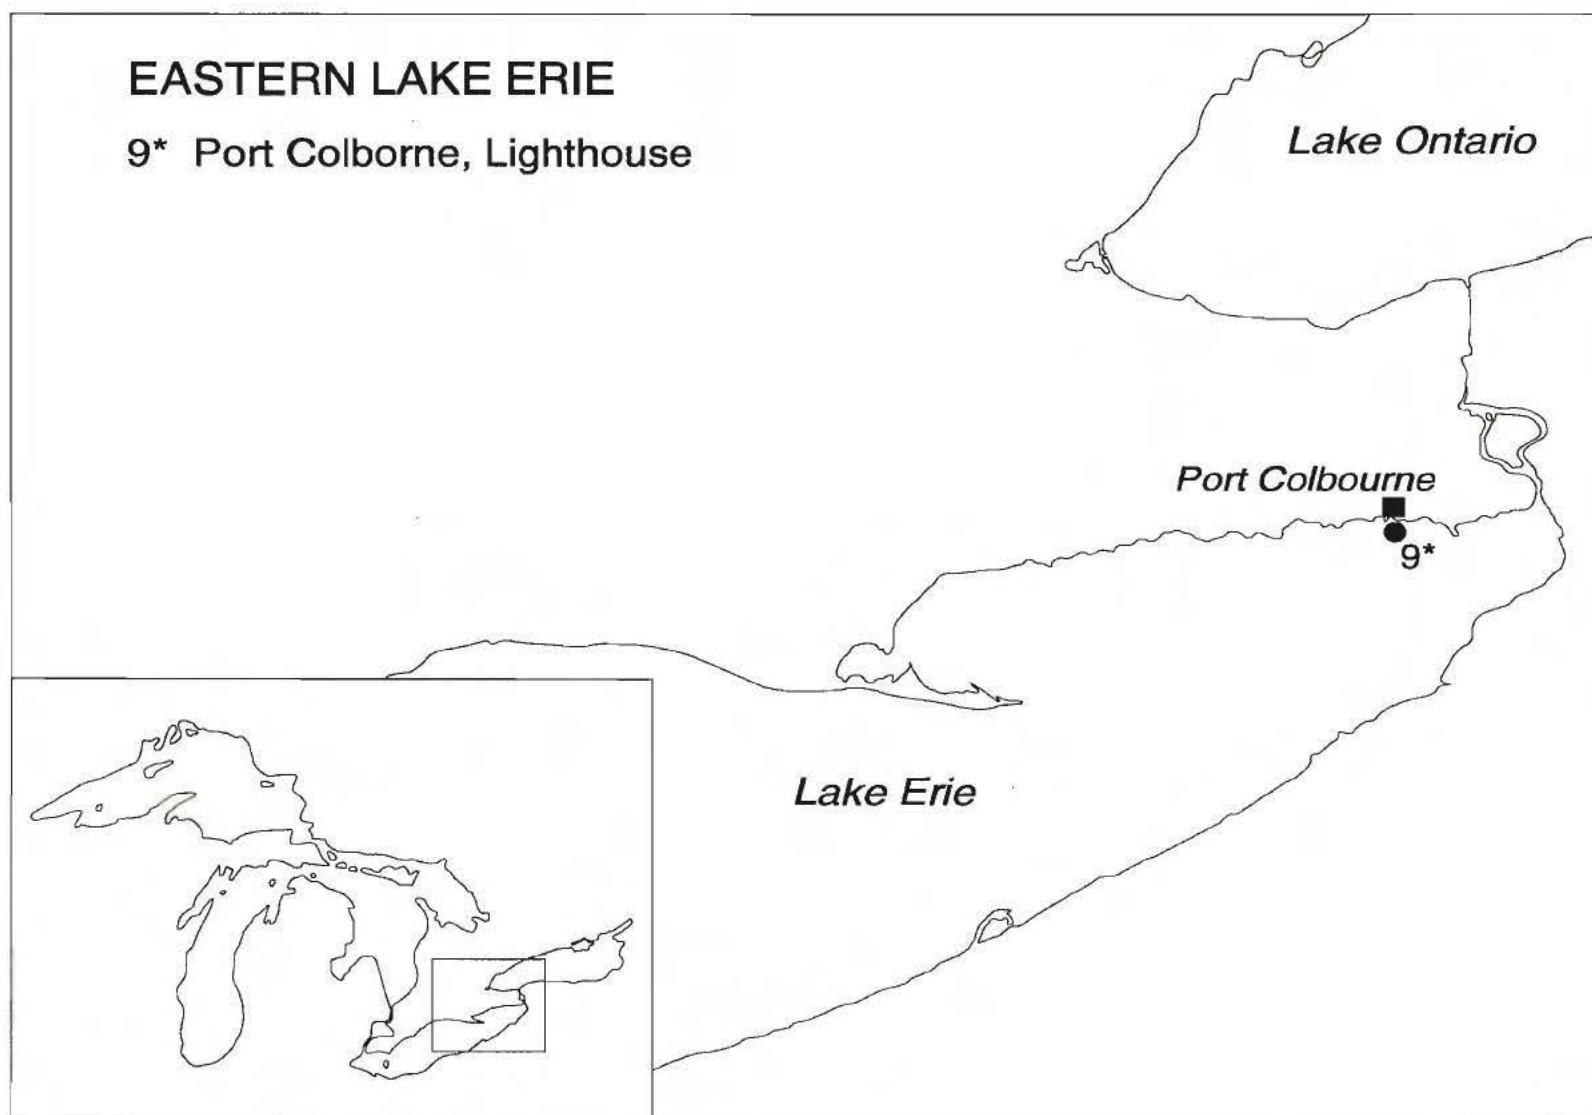 EASTERN LAKE ERIE
9* Port Colborne, Lighthouse
Lake Ontario
Port Colbourne
9*
Lake Erie